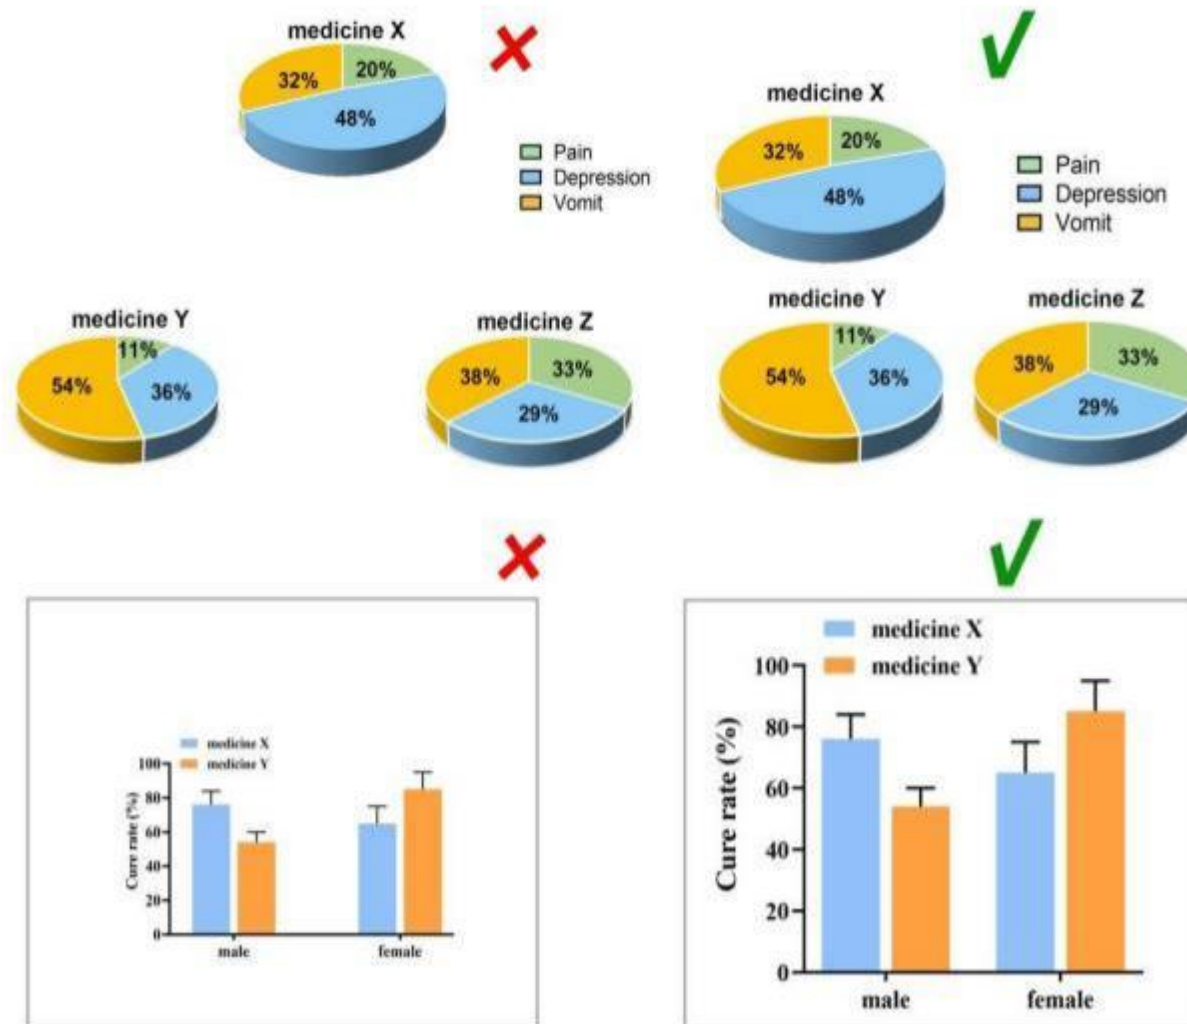 medicine X
32%
20%
48%
Pain
Depression
Vomit
medicine Y
11%
54%
36%
medicine Z
38%
33%
29%
medicine X
32%
20%
48%
Pain
Depression
Vomit
medicine Y
11%
54%
36%
medicine Z
38%
33%
29%
medicine X
medicine Y
Cure rate (%)
100
80
60
40
20
0
male
female
medicine X
medicine Y
Cure rate (%)
100
80
60
40
20
0
male
female